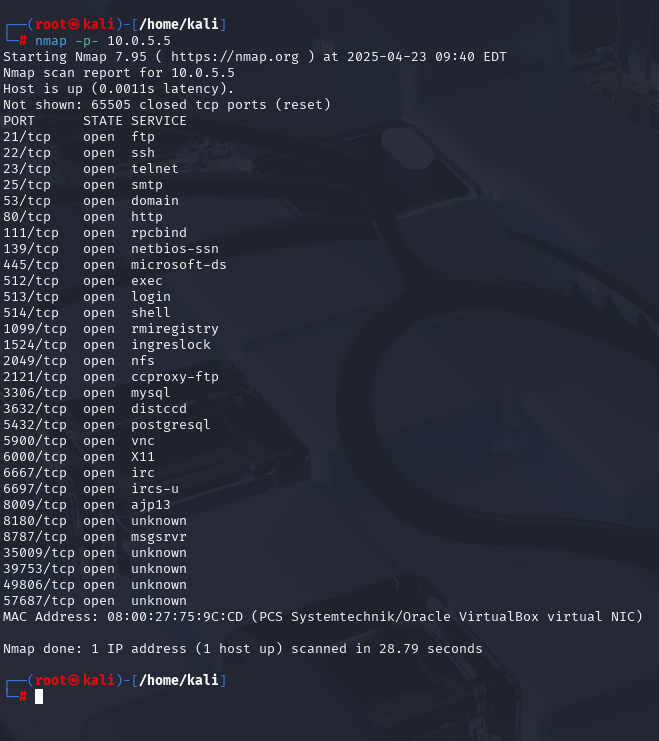 ┌──(root㉿kali)-[/home/kali]
└─# nmap -p- 10.0.5.5
Starting Nmap 7.95 ( https://nmap.org ) at 2025-04-23 09:40 EDT
Nmap scan report for 10.0.5.5
Host is up (0.0011s latency).
Not shown: 65505 closed tcp ports (reset)
PORT      STATE SERVICE
21/tcp    open  ftp
22/tcp    open  ssh
23/tcp    open  telnet
25/tcp    open  smtp
53/tcp    open  domain
80/tcp    open  http
111/tcp   open  rpcbind
139/tcp   open  netbios-ssn
445/tcp   open  microsoft-ds
512/tcp   open  exec
513/tcp   open  login
514/tcp   open  shell
1099/tcp  open  rmiregistry
1524/tcp  open  ingreslock
2049/tcp  open  nfs
2121/tcp  open  ccproxy-ftp
3306/tcp  open  mysql
3632/tcp  open  distccd
5432/tcp  open  postgresql
5900/tcp  open  vnc
6000/tcp  open  X11
6667/tcp  open  irc
6697/tcp  open  ircs-u
8009/tcp  open  ajp13
8180/tcp  open  unknown
8787/tcp  open  msgsrvr
35009/tcp open  unknown
39753/tcp open  unknown
49806/tcp open  unknown
57687/tcp open  unknown
MAC Address: 08:00:27:75:9C:CD (PCS Systemtechnik/Oracle VirtualBox virtual NIC)
Nmap done: 1 IP address (1 host up) scanned in 28.79 seconds
┌──(root㉿kali)-[/home/kali]
└─#